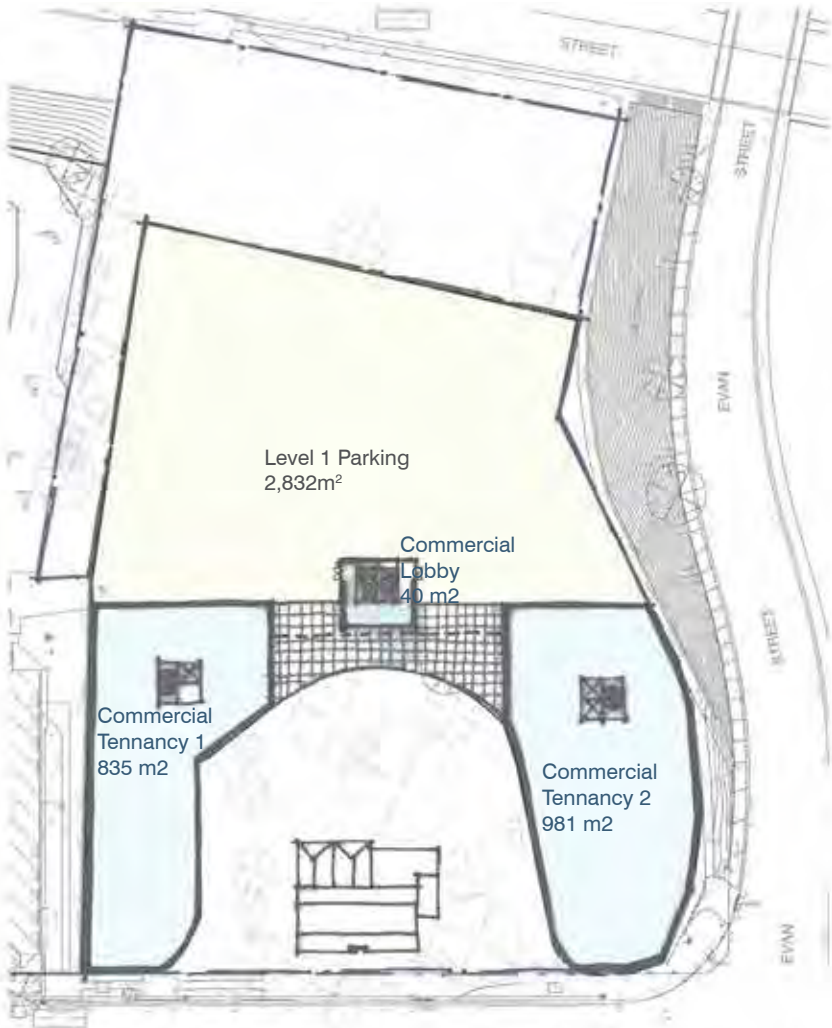 STREET
STREET
EVAN
Level 1 Parking
2,832m²
Commercial
Lobby
40 m2
STREET
Commercial
Tennancy 1
835 m2
Commercial
Tennancy 2
981 m2
EVAN